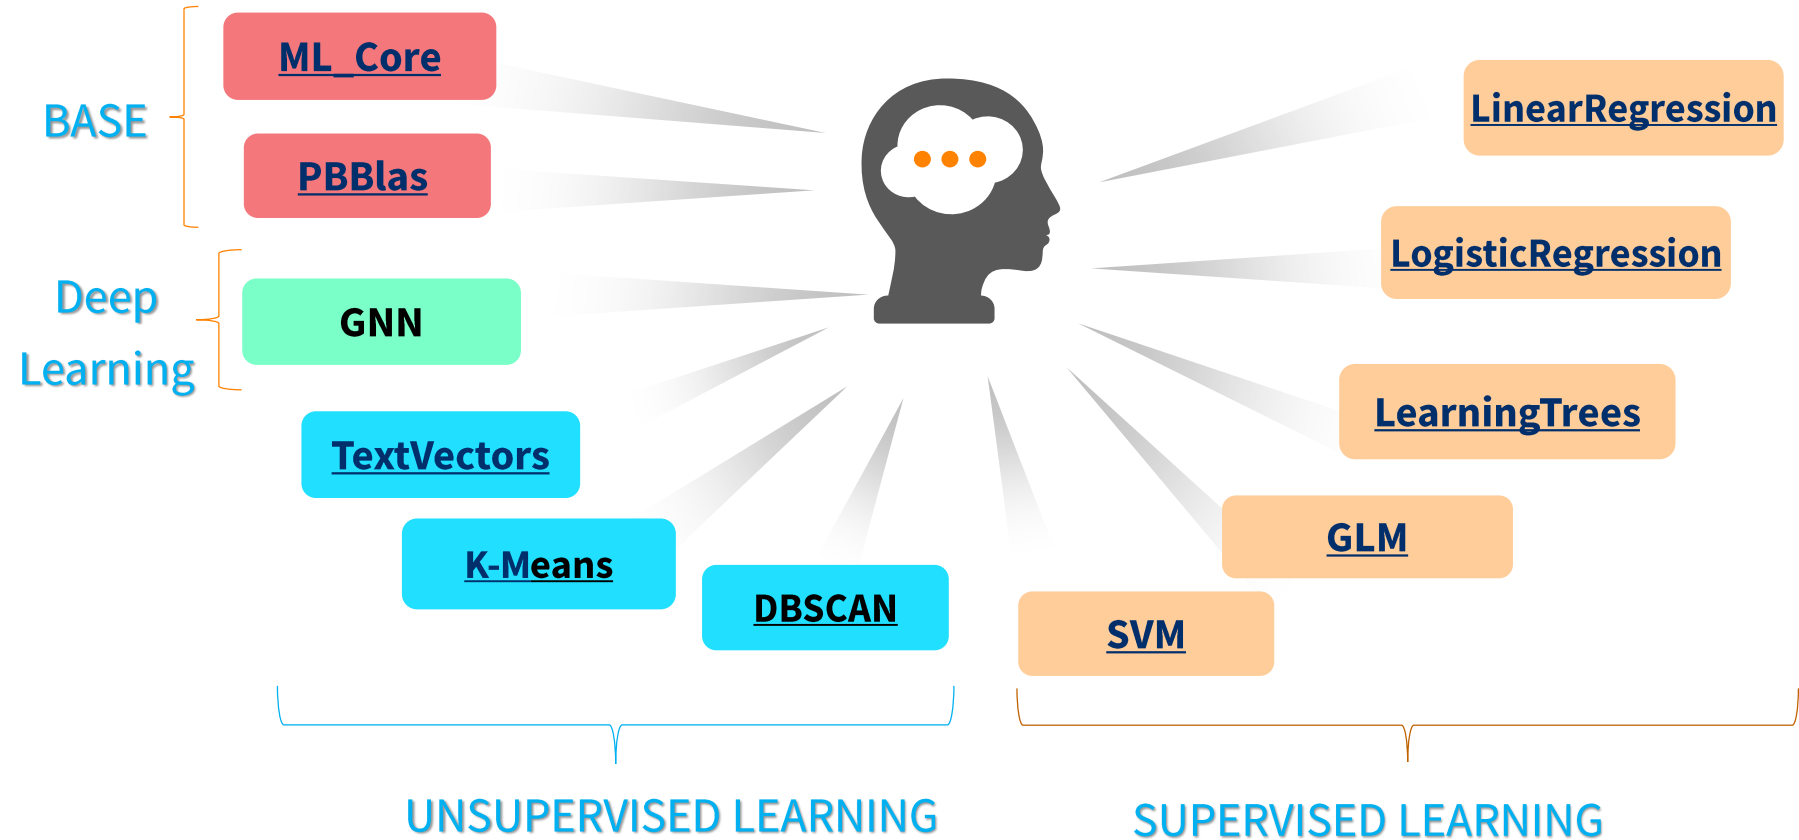 ML_Core
BASE
PBBlas
Deep
Learning
GNN
TextVectors
K-Means
DBSCAN
UNSUPERVISED LEARNING
LinearRegression
LogisticRegression
LearningTrees
GLM
SVM
SUPERVISED LEARNING